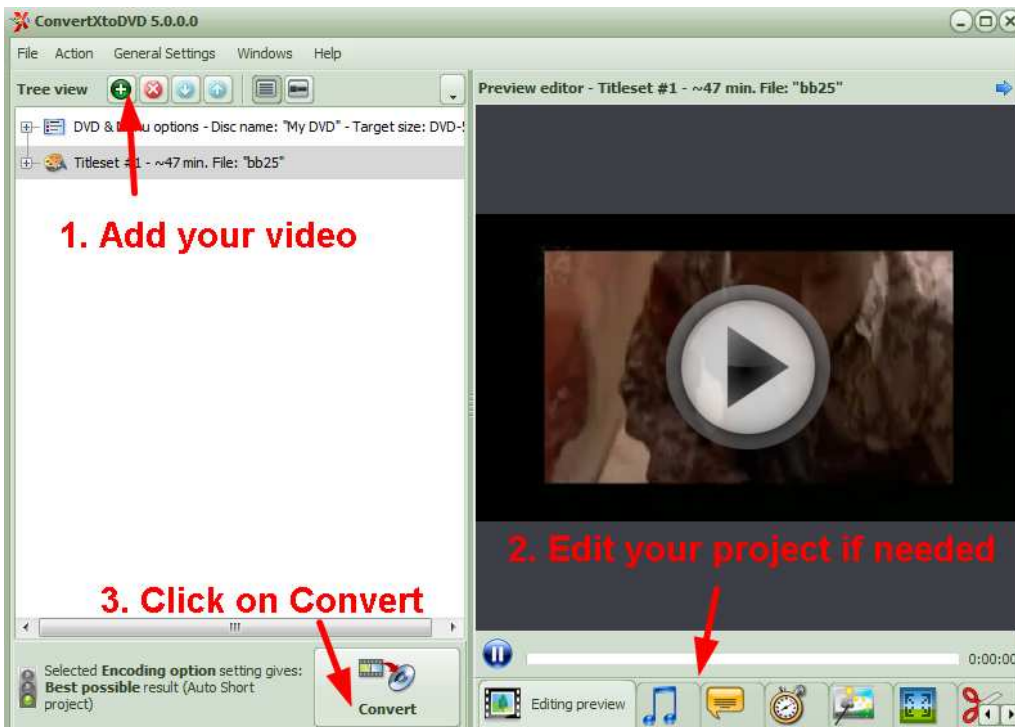 ConvertXtoDVD 5.0.0.0
File Action General Settings Windows Help
Tree view
Preview editor - Titleset #1 - ~47 min. File: "bb25"
DVD & u options - Disc name: "My DVD" - Target size: DVD-
Titleset #1 - ~47 min. File: "bb25"
1. Add your video
2. Edit your project if needed
3. Click on Convert
0:00:00
Selected Encoding option setting gives:
Best possible result (Auto Short
project)
Convert
Editing preview